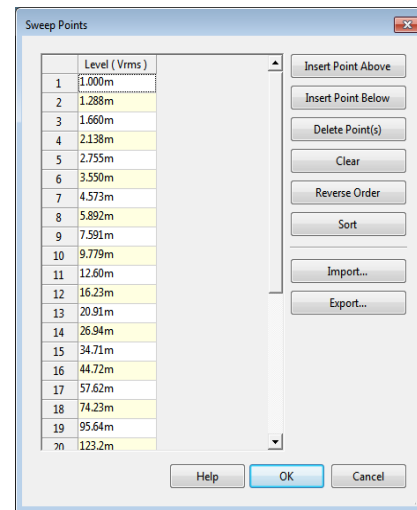 Sweep Points
Level ( Vrms )
1 1.000m
2 1.288m
3 1.660m
4 2.138m
5 2.755m
6 3.550m
7 4.573m
8 5.892m
9 7.591m
10 9.779m
11 12.60m
12 16.23m
13 20.91m
14 26.94m
15 34.71m
16 44.72m
17 57.62m
18 74.23m
19 95.64m
20 123.2m
Insert Point Above
Insert Point Below
Delete Point(s)
Clear
Reverse Order
Sort
Import...
Export...
Help OK Cancel